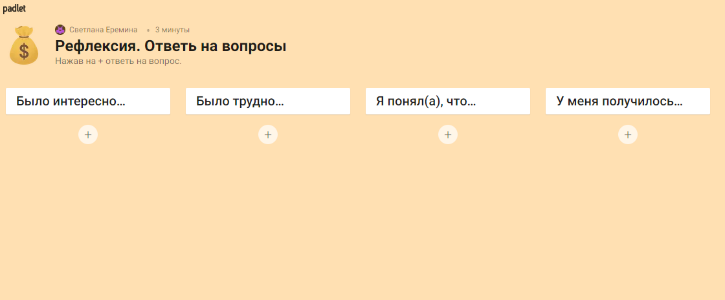 padlet
Светлана Еремина • 3 минуты
Рефлексия. Ответь на вопросы
Нажав на + ответь на вопрос.
Было интересно...
Было трудно...
Я понял(а), что...
У меня получилось...